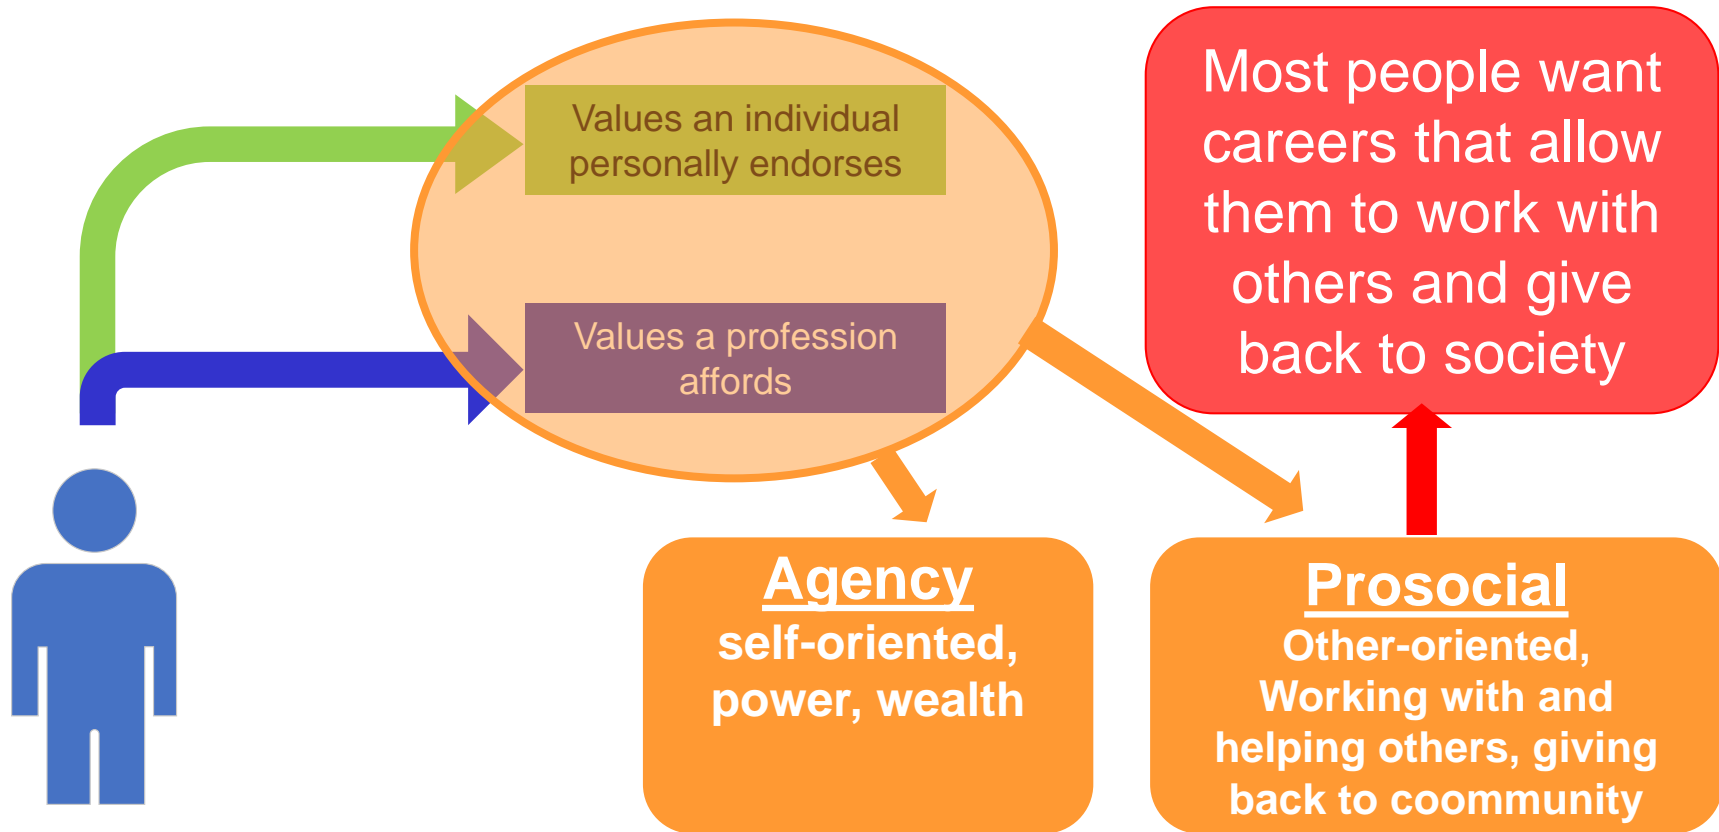 Values an individual
personally endorses
Values a profession
affords
Most people want
careers that allow
them to work with
others and give
back to society
Agency
self-oriented,
power, wealth
Prosocial
Other-oriented,
Working with and
helping others, giving
back to coommunity